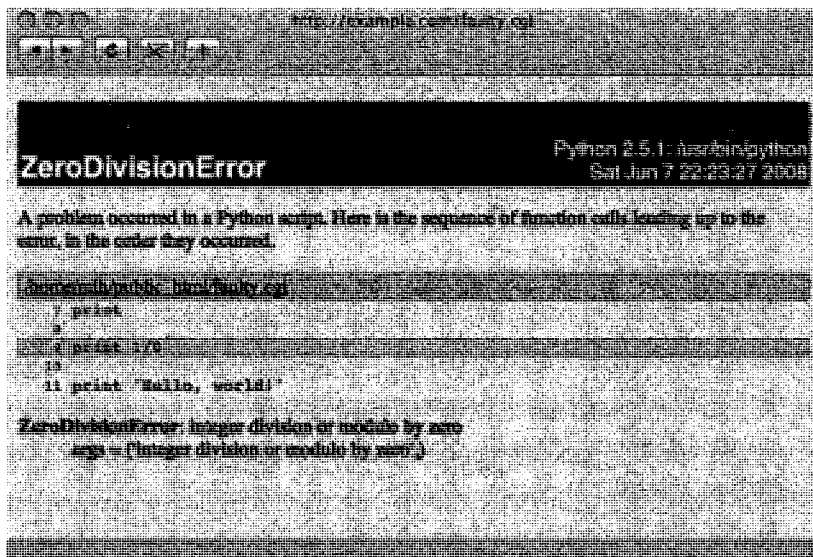 http://example.com/faulty.cgi
ZeroDivisionError
Python 2.5.1: /usr/bin/python
Sat Jun 7 22:23:27 2008
A problem occurred in a Python script. Here is the sequence of function calls leading up to the
error, in the order they occurred.
7 print
8
9 print 1/0
10
11 print 'Hello, world!'
ZeroDivisionError: integer division or modulo by zero
args = ('integer division or modulo by zero',)